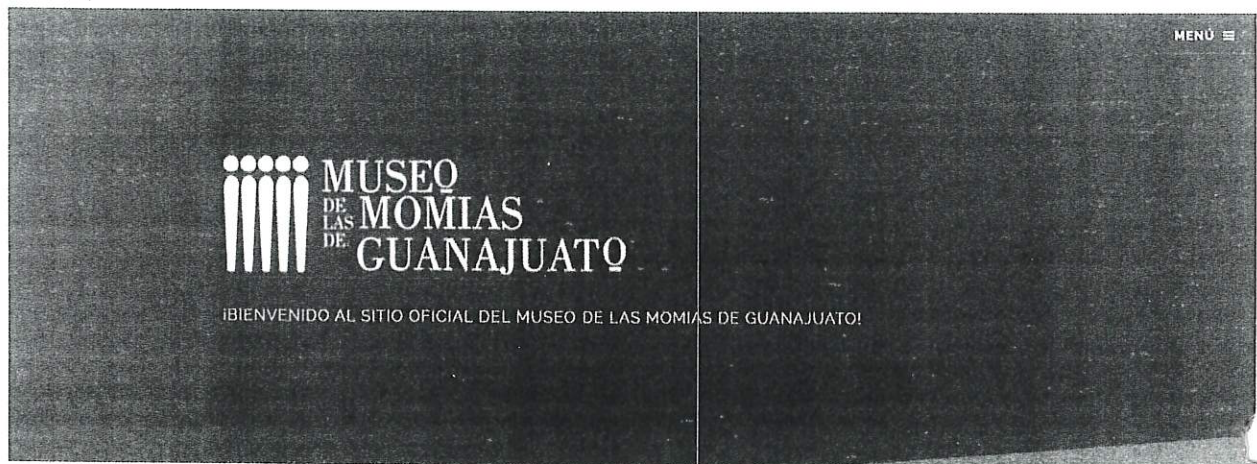 MENÚ
MUSEO
DE LAS MOMIAS
DE GUANAJUATO
¡BIENVENIDO AL SITIO OFICIAL DEL MUSEO DE LAS MOMIAS DE GUANAJUATO!